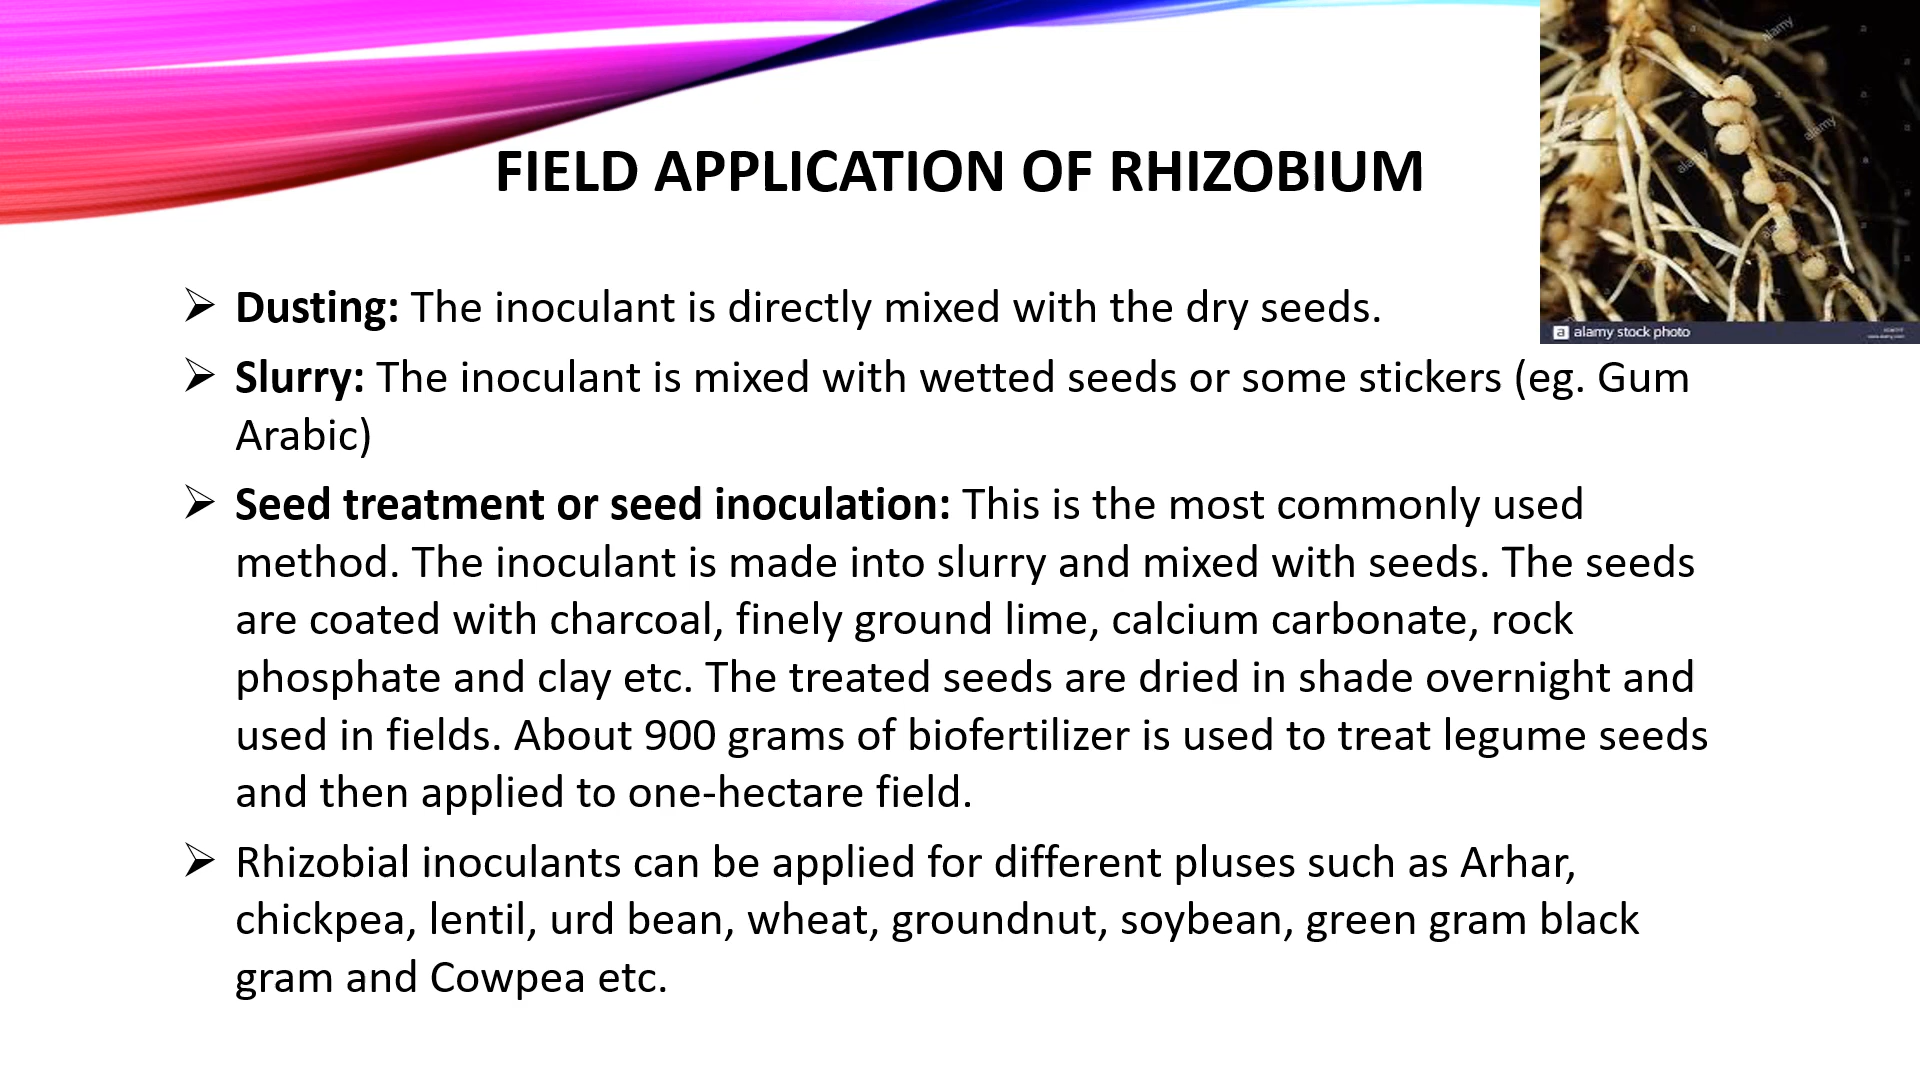 FIELD APPLICATION OF RHIZOBIUM
➢ Dusting: The inoculant is directly mixed with the dry seeds.
➢ Slurry: The inoculant is mixed with wetted seeds or some stickers (eg. Gum
Arabic)
➢ Seed treatment or seed inoculation: This is the most commonly used
method. The inoculant is made into slurry and mixed with seeds. The seeds
are coated with charcoal, finely ground lime, calcium carbonate, rock
phosphate and clay etc. The treated seeds are dried in shade overnight and
used in fields. About 900 grams of biofertilizer is used to treat legume seeds
and then applied to one-hectare field.
➢ Rhizobial inoculants can be applied for different pluses such as Arhar,
chickpea, lentil, urd bean, wheat, groundnut, soybean, green gram black
gram and Cowpea etc.
alamy
alamy
alamy
a alamy stock photo